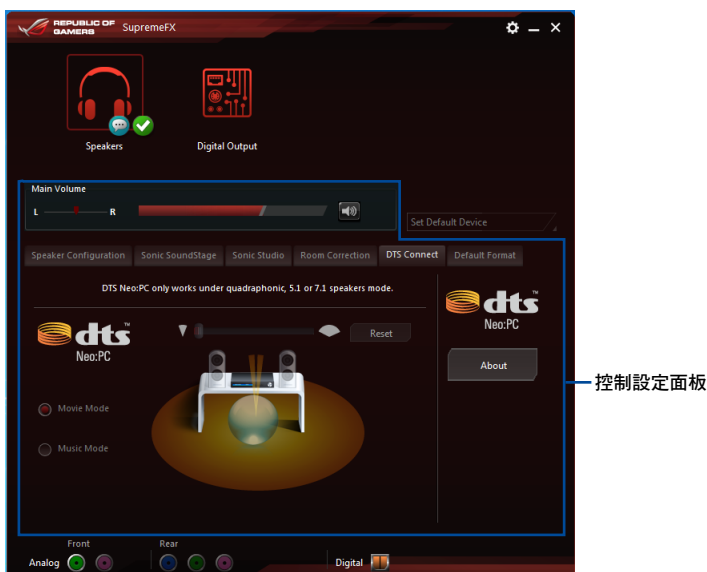 REPUBLIC OF
GAMERS
SupremeFX
Speakers
Digital Output
Main Volume
L
R
Set Default Device
Speaker Configuration
Sonic SoundStage
Sonic Studio
Room Correction
DTS Connect
Default Format
DTS Neo:PC only works under quadraphonic, 5.1 or 7.1 speakers mode.
dts
Neo:PC
Reset
dts
Neo:PC
About
Movie Mode
Music Mode
控制設定面板
Front
Rear
Analog
Digital